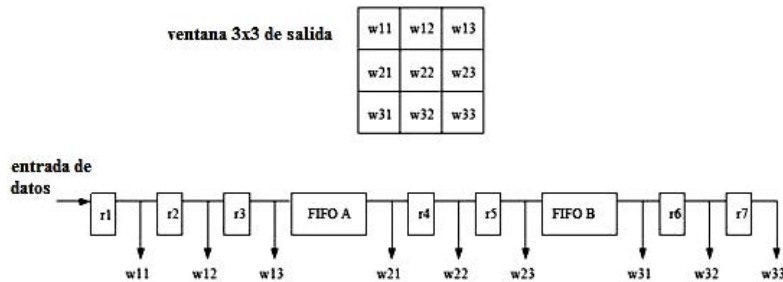 ventana 3x3 de salida
w11 w12 w13
w21 w22 w23
w31 w32 w33
entrada de
datos
r1 r2 r3 FIFO A r4 r5 FIFO B r6 r7
w11 w12 w13 w21 w22 w23 w31 w32 w33